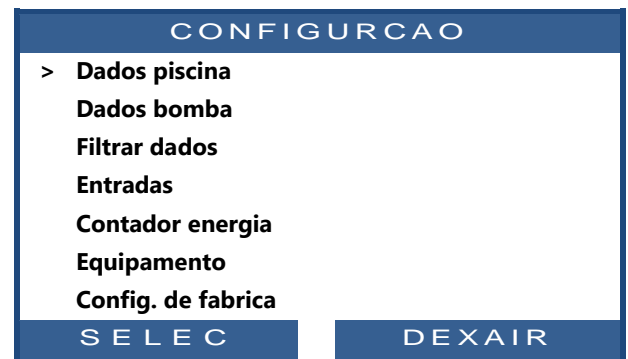 CONFIGURCAO
> Dados piscina
Dados bomba
Filtrar dados
Entradas
Contador energia
Equipamento
Config. de fabrica
SELEC DEXAIR